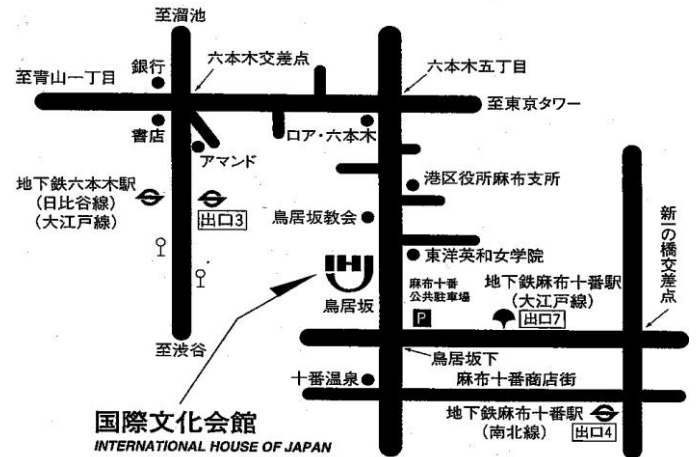 至溜池
銀行
六本木交差点
六本木五丁目
至青山一丁目
至東京タワー
書店
ロア・六本木
アマンド
地下鉄六本木駅
(日比谷線)
(大江戸線)
出口3
港区役所麻布支所
鳥居坂教会
東洋英和女学院
新一の橋交差点
IHJ
鳥居坂
麻布十番
公共駐車場
P
地下鉄麻布十番駅
(大江戸線)
出口7
至渋谷
鳥居坂下
十番温泉
麻布十番商店街
国際文化会館
INTERNATIONAL HOUSE OF JAPAN
地下鉄麻布十番駅
(南北線)
出口4